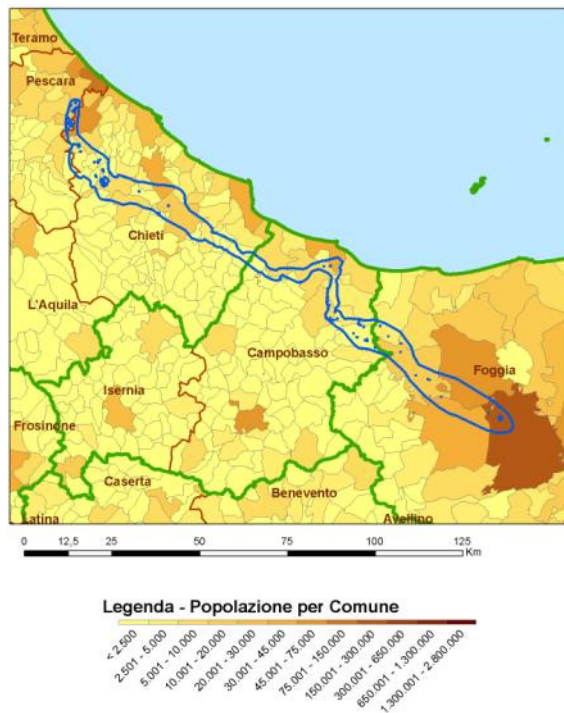 Teramo
Pescara
Chieti
L'Aquila
Campobasso
Foggia
Isernia
Frosinone
Caserta
Benevento
Latina
Avellino
0 12,5 25 50 75 100 125
Km
Legenda - Popolazione per Comune
< 2.500
2.501 - 5.000
5.001 - 10.000
10.001 - 20.000
20.001 - 30.000
30.001 - 45.000
45.001 - 75.000
75.001 - 150.000
150.001 - 300.000
300.001 - 650.000
650.001 - 1.300.000
1.300.001 - 2.800.000